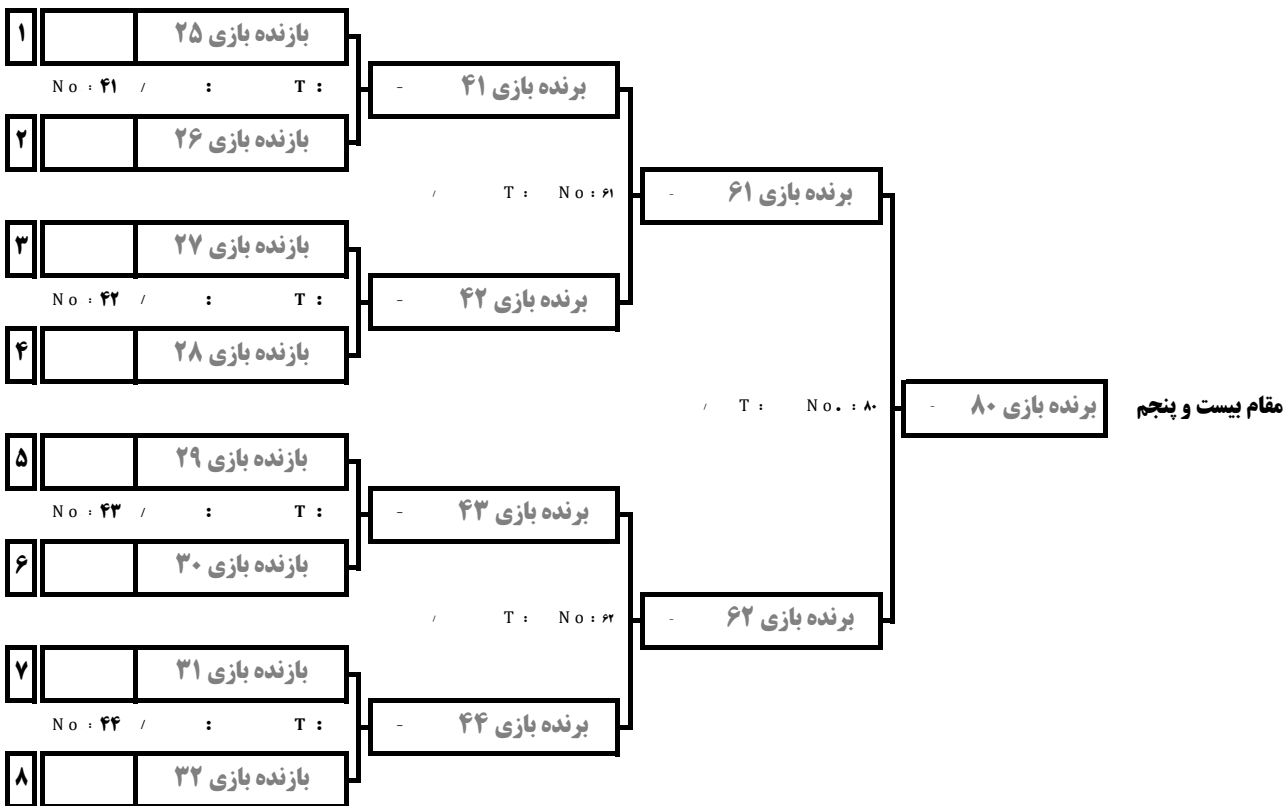 ۱ بازنده بازی ۲۵
No : ۴۱ / : T :
برنده بازی ۴۱ -
۲ بازنده بازی ۲۶
/ T : No : ۶۱
برنده بازی ۶۱ -
۳ بازنده بازی ۲۷
No : ۴۲ / : T :
برنده بازی ۴۲ -
۴ بازنده بازی ۲۸
/ T : No. : ۸۰
برنده بازی ۸۰ -
مقام بیست و پنجم
۵ بازنده بازی ۲۹
No : ۴۳ / : T :
برنده بازی ۴۳ -
۶ بازنده بازی ۳۰
/ T : No : ۶۲
برنده بازی ۶۲ -
۷ بازنده بازی ۳۱
No : ۴۴ / : T :
برنده بازی ۴۴ -
۸ بازنده بازی ۳۲